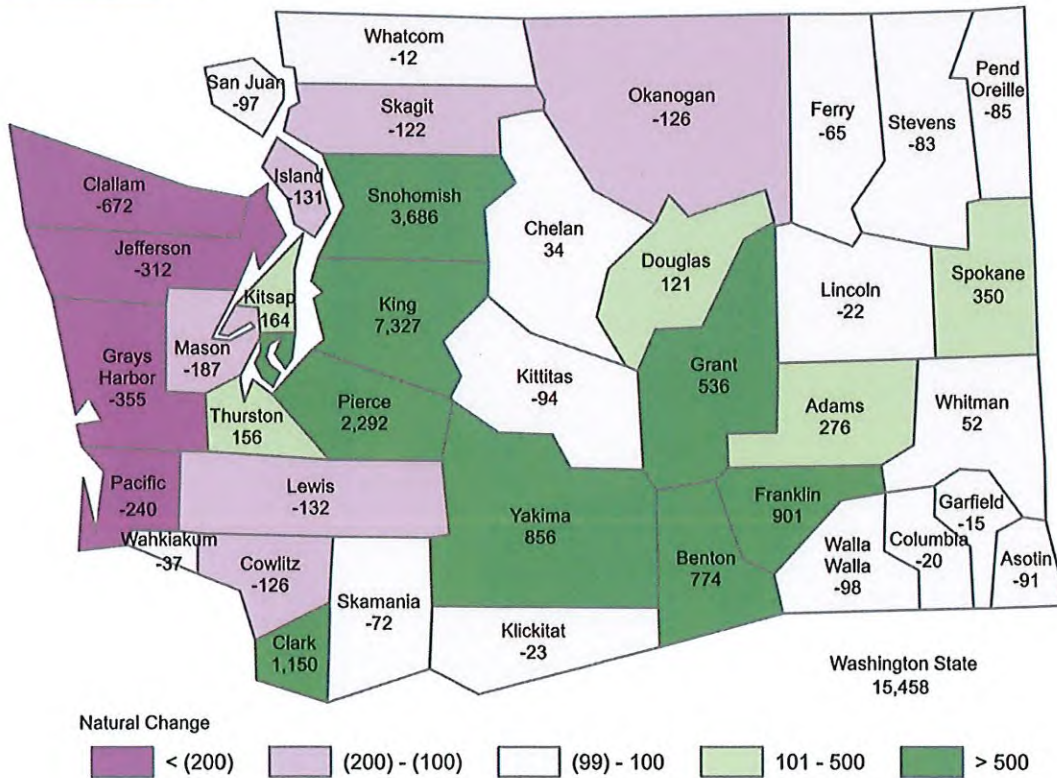 Whatcom
-12
San Juan
-97
Skagit
-122
Okanogan
-126
Ferry
-65
Stevens
-83
Pend
Oreille
-85
Clallam
-672
Island
-131
Snohomish
3,686
Chelan
34
Jefferson
-312
Douglas
121
Spokane
350
Kitsap
164
King
7,327
Lincoln
-22
Grays
Harbor
-355
Mason
-187
Kittitas
-94
Grant
536
Thurston
156
Pierce
2,292
Adams
276
Whitman
52
Pacific
-240
Lewis
-132
Yakima
856
Franklin
901
Garfield
-15
Wahkiakum
-37
Cowlitz
-126
Benton
774
Walla
Walla
-98
Columbia
-20
Asotin
-91
Skamania
-72
Clark
1,150
Klickitat
-23
Washington State
15,458
Natural Change
< (200)
(200) - (100)
(99) - 100
101 - 500
> 500